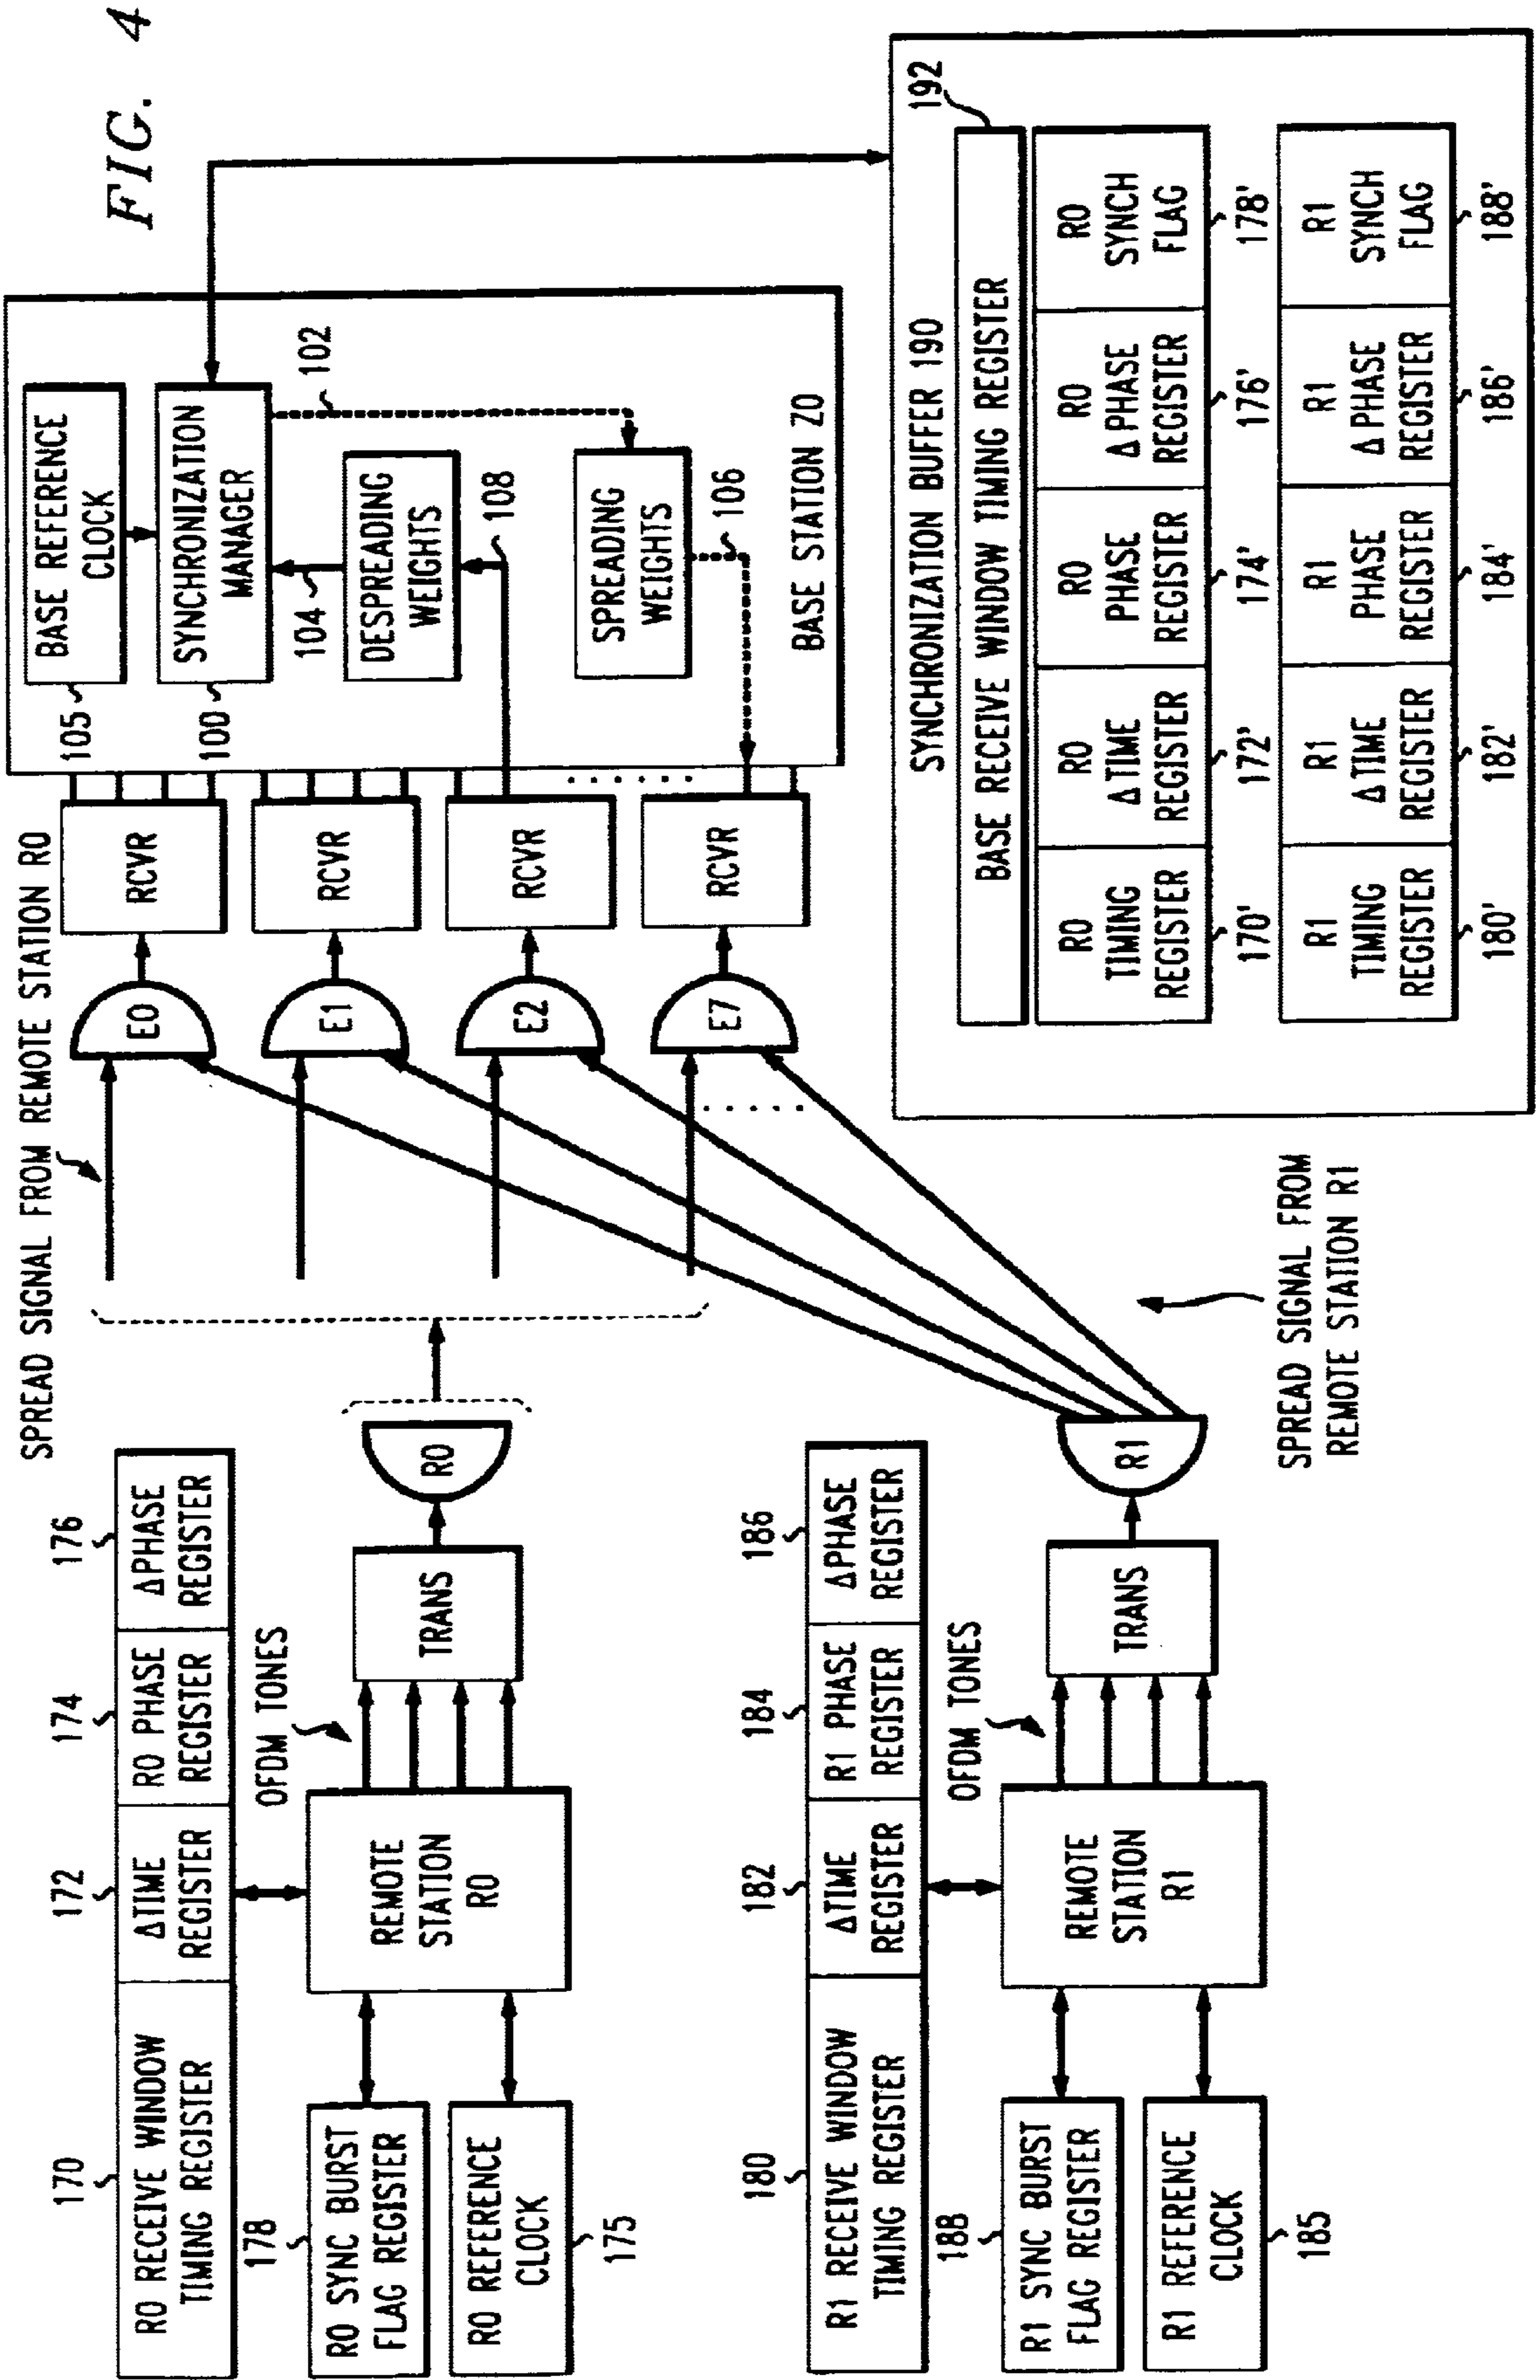 FIG. 4
SPREAD SIGNAL FROM REMOTE STATION R0
170
172
174
176
R0 RECEIVE WINDOW
TIMING REGISTER
ΔTIME
REGISTER
R0 PHASE
REGISTER
ΔPHASE
REGISTER
178
R0 SYNC BURST
FLAG REGISTER
R0 REFERENCE
CLOCK
175
REMOTE
STATION
R0
OFDM TONES
TRANS
R0
E0
E1
E2
E7
RCVR
RCVR
RCVR
RCVR
105
BASE REFERENCE
CLOCK
100
SYNCHRONIZATION
MANAGER
102
104
DESPREADING
WEIGHTS
108
SPREADING
WEIGHTS
106
BASE STATION Z0
180
182
184
186
R1 RECEIVE WINDOW
TIMING REGISTER
ΔTIME
REGISTER
R1 PHASE
REGISTER
ΔPHASE
REGISTER
188
R1 SYNC BURST
FLAG REGISTER
R1 REFERENCE
CLOCK
185
REMOTE
STATION
R1
OFDM TONES
TRANS
R1
SPREAD SIGNAL FROM
REMOTE STATION R1
SYNCHRONIZATION BUFFER 190
192
BASE RECEIVE WINDOW TIMING REGISTER
R0
TIMING
REGISTER
R0
ΔTIME
REGISTER
R0
PHASE
REGISTER
R0
ΔPHASE
REGISTER
R0
SYNCH
FLAG
170'
172'
174'
176'
178'
R1
TIMING
REGISTER
R1
ΔTIME
REGISTER
R1
PHASE
REGISTER
R1
ΔPHASE
REGISTER
R1
SYNCH
FLAG
180'
182'
184'
186'
188'